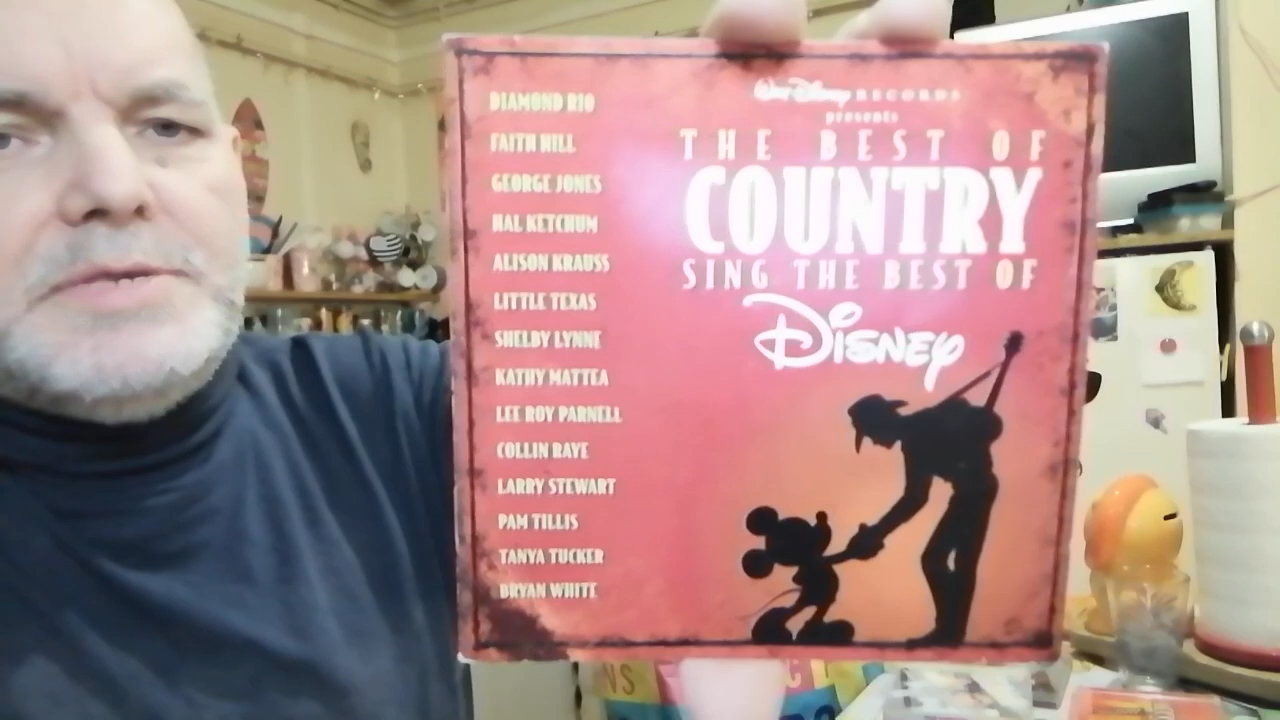 DIAMOND RIO
FAITH HILL
GEORGE JONES
HAL KETCHUM
ALISON KRAUSS
LITTLE TEXAS
SHELBY LYNNE
KATHY MATTEA
LEE ROY PARNELL
COLLIN RAYE
LARRY STEWART
PAM TILLIS
TANYA TUCKER
BRYAN WHITE
WALT DISNEY RECORDS
presents
THE BEST OF
COUNTRY
SING THE BEST OF
DISNEY